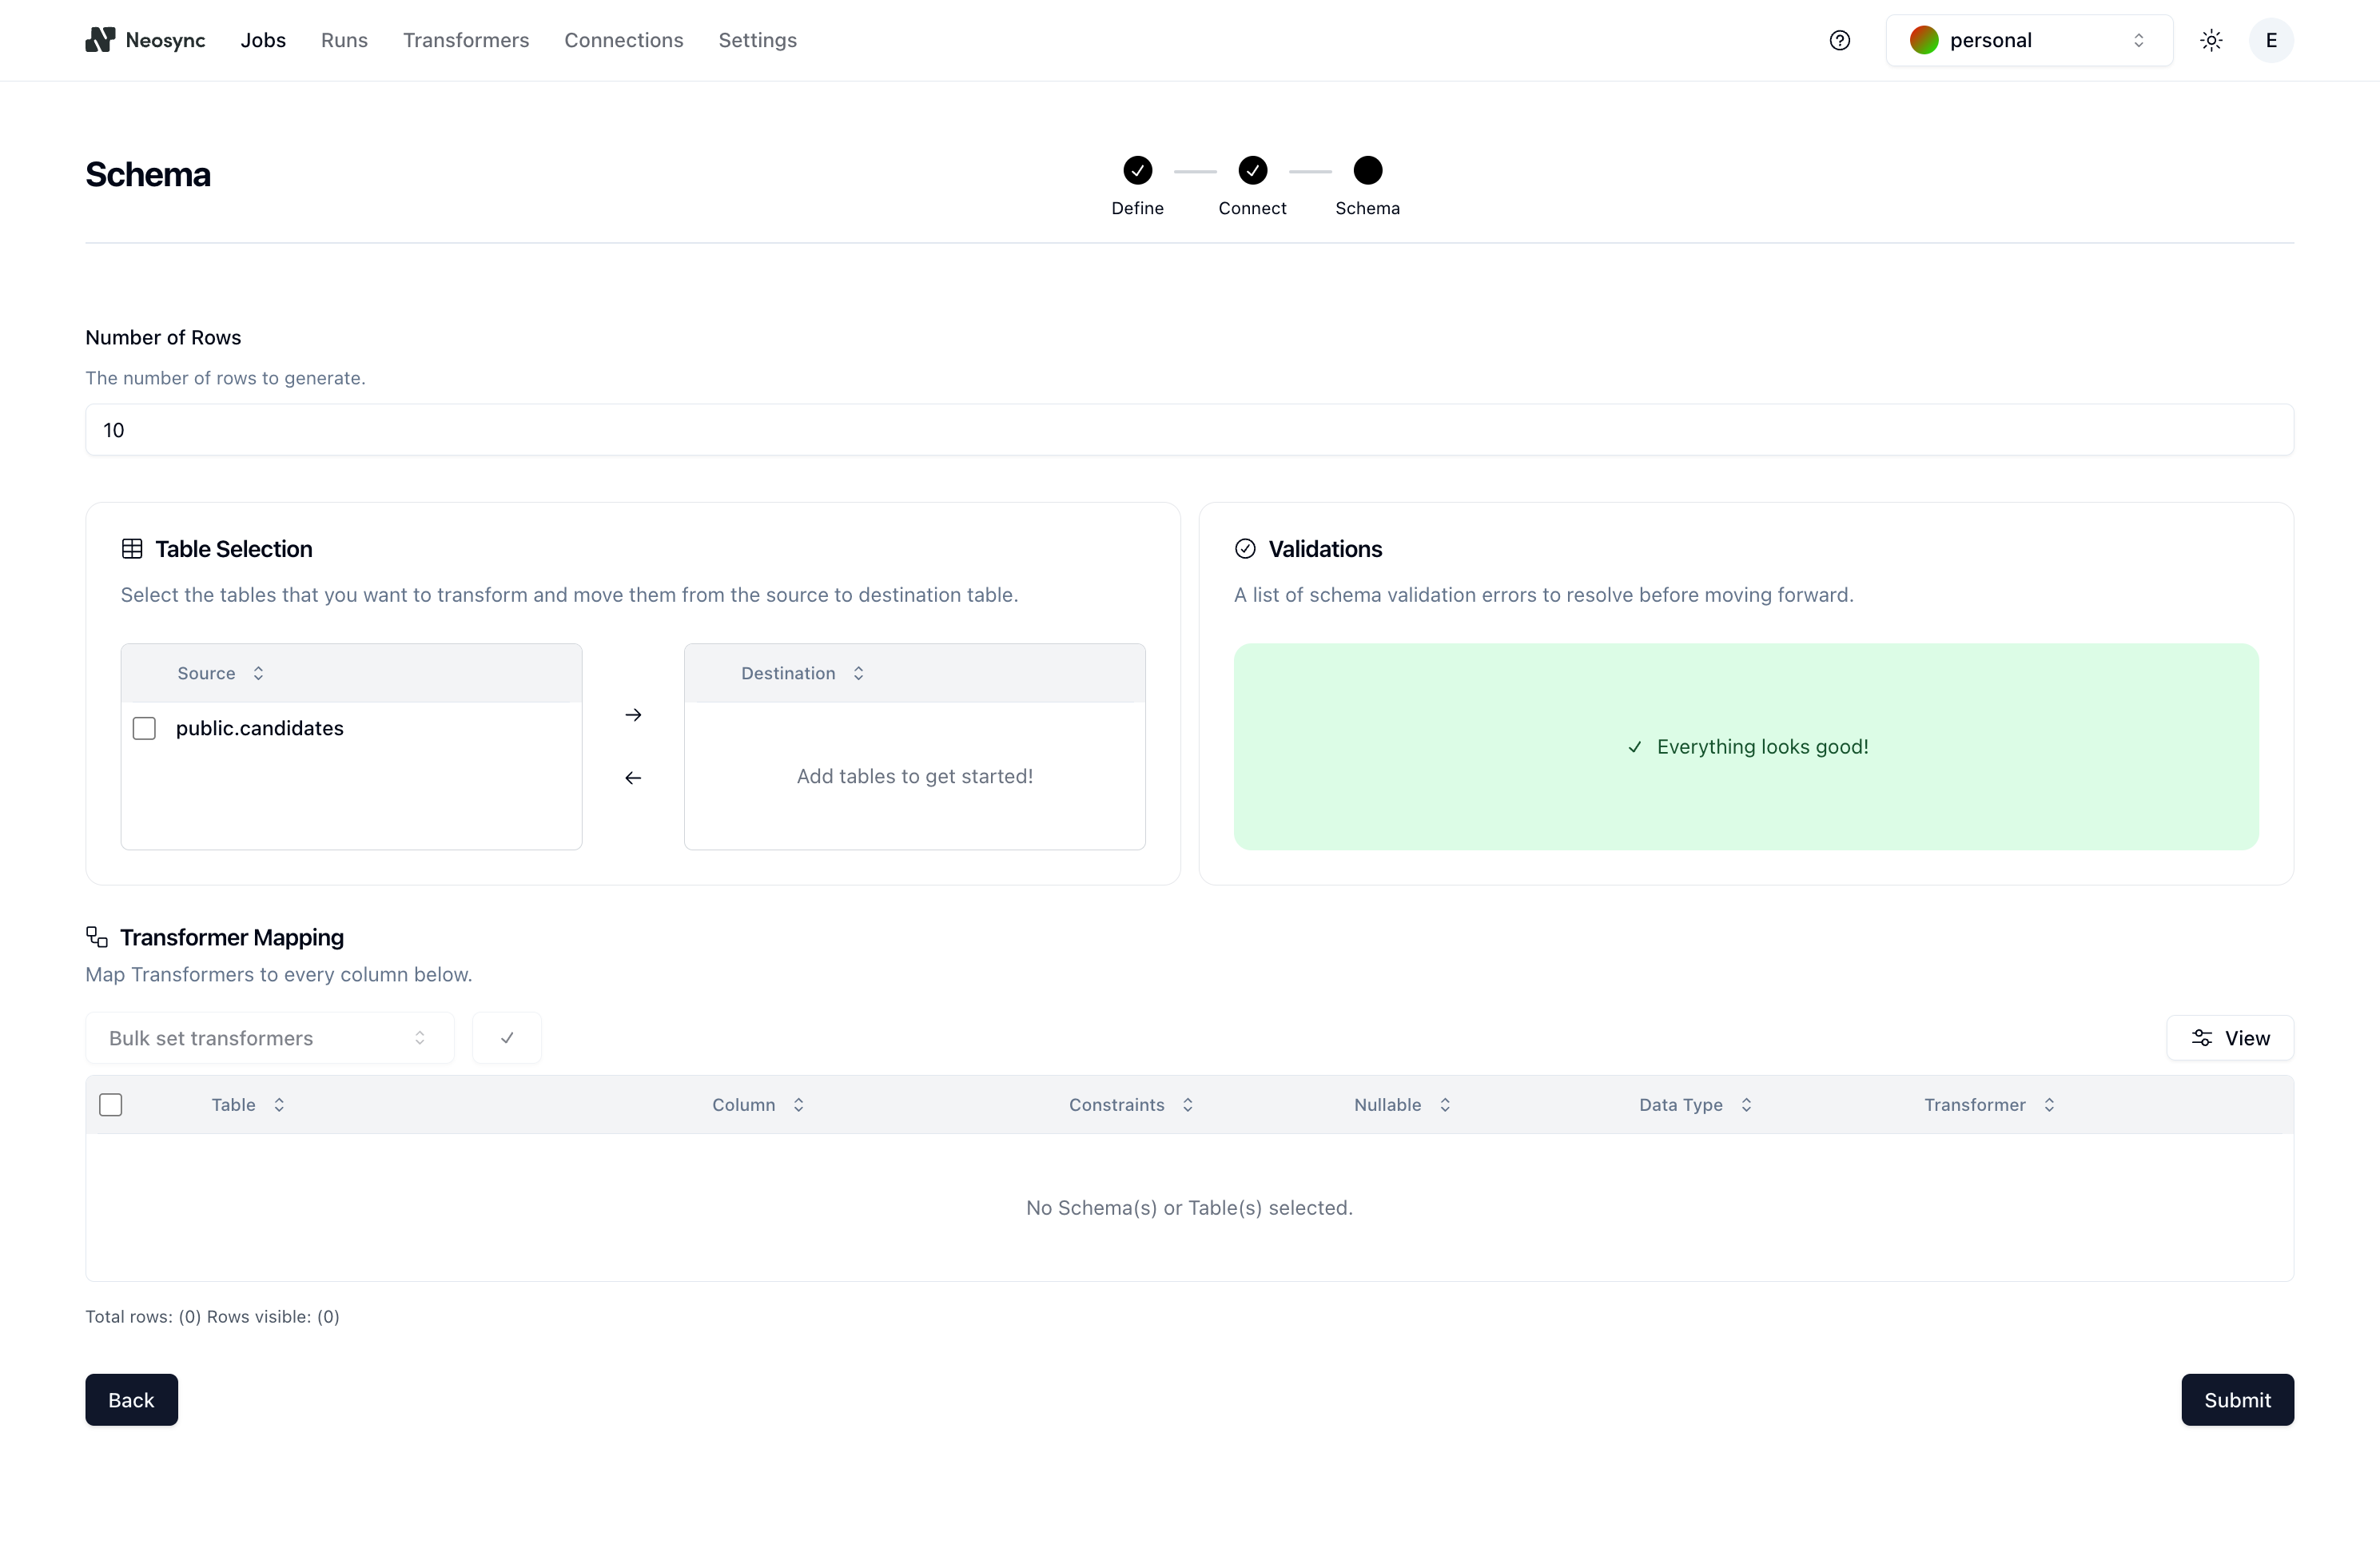 Neosync Jobs Runs Transformers Connections Settings personal E
Schema
Define Connect Schema
Number of Rows
The number of rows to generate.
10
Table Selection
Select the tables that you want to transform and move them from the source to destination table.
Source
public.candidates
Destination
Add tables to get started!
Validations
A list of schema validation errors to resolve before moving forward.
Everything looks good!
Transformer Mapping
Map Transformers to every column below.
Bulk set transformers View
Table Column Constraints Nullable Data Type Transformer
No Schema(s) or Table(s) selected.
Total rows: (0) Rows visible: (0)
Back Submit